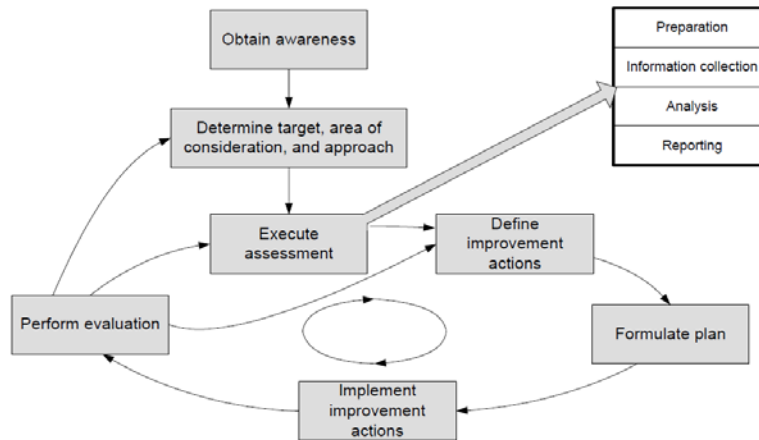 Obtain awareness
Preparation
Information collection
Analysis
Reporting
Determine target, area of
consideration, and approach
Execute
assessment
Define
improvement
actions
Perform evaluation
Formulate plan
Implement
improvement
actions